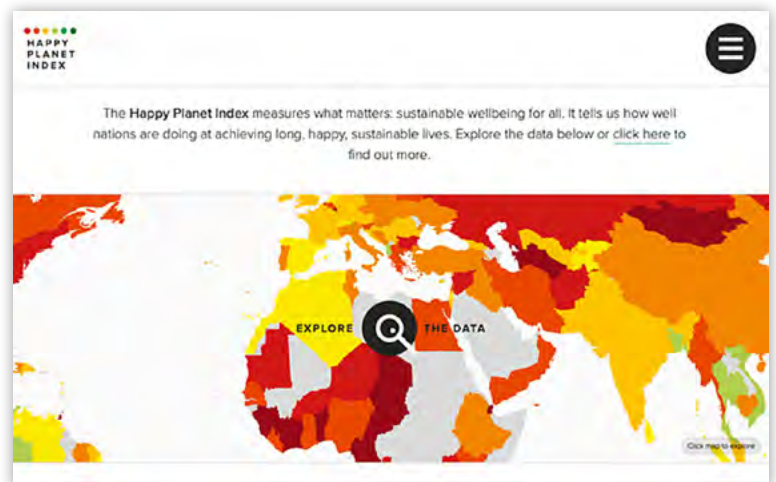 HAPPY
PLANET
INDEX
The Happy Planet Index measures what matters: sustainable wellbeing for all. It tells us how well
nations are doing at achieving long, happy, sustainable lives. Explore the data below or click here to
find out more.
EXPLORE THE DATA
Click map to explore